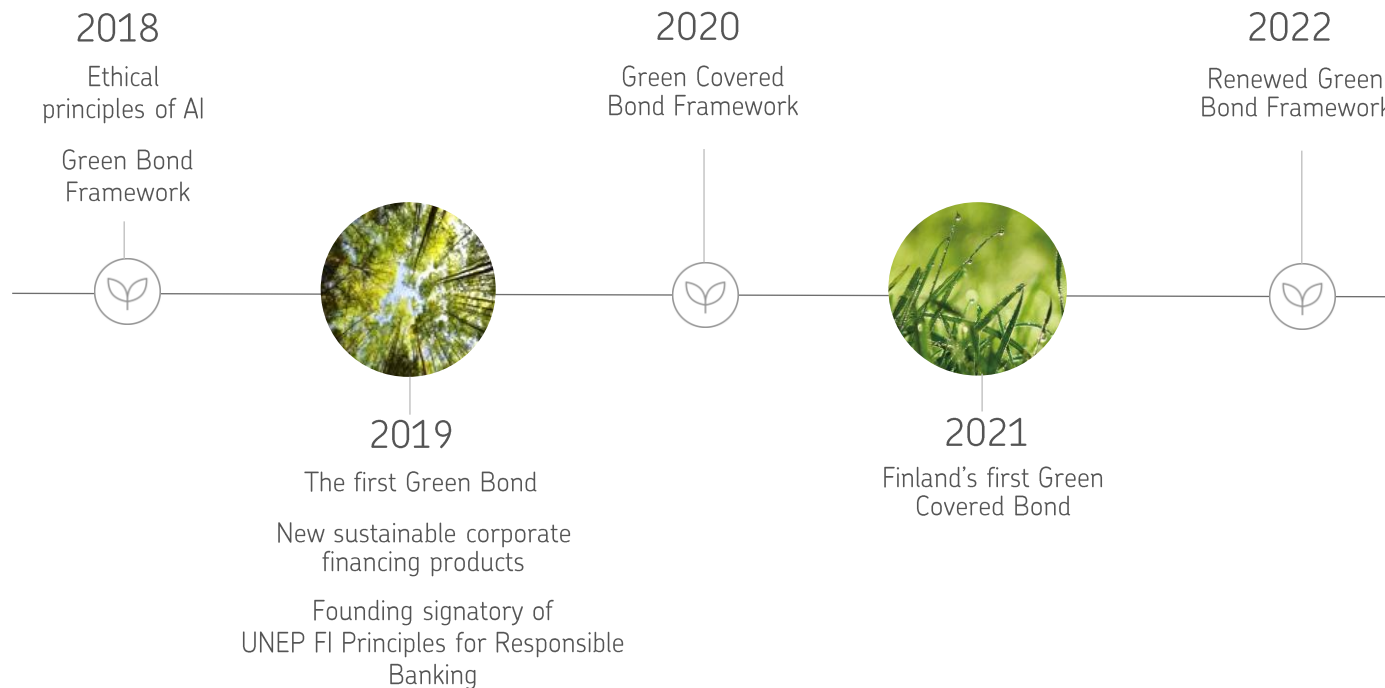 2018
Ethical
principles of AI
Green Bond
Framework
2019
The first Green Bond
New sustainable corporate
financing products
Founding signatory of
UNEP FI Principles for Responsible
Banking
2020
Green Covered
Bond Framework
2021
Finland's first Green
Covered Bond
2022
Renewed Green
Bond Framework